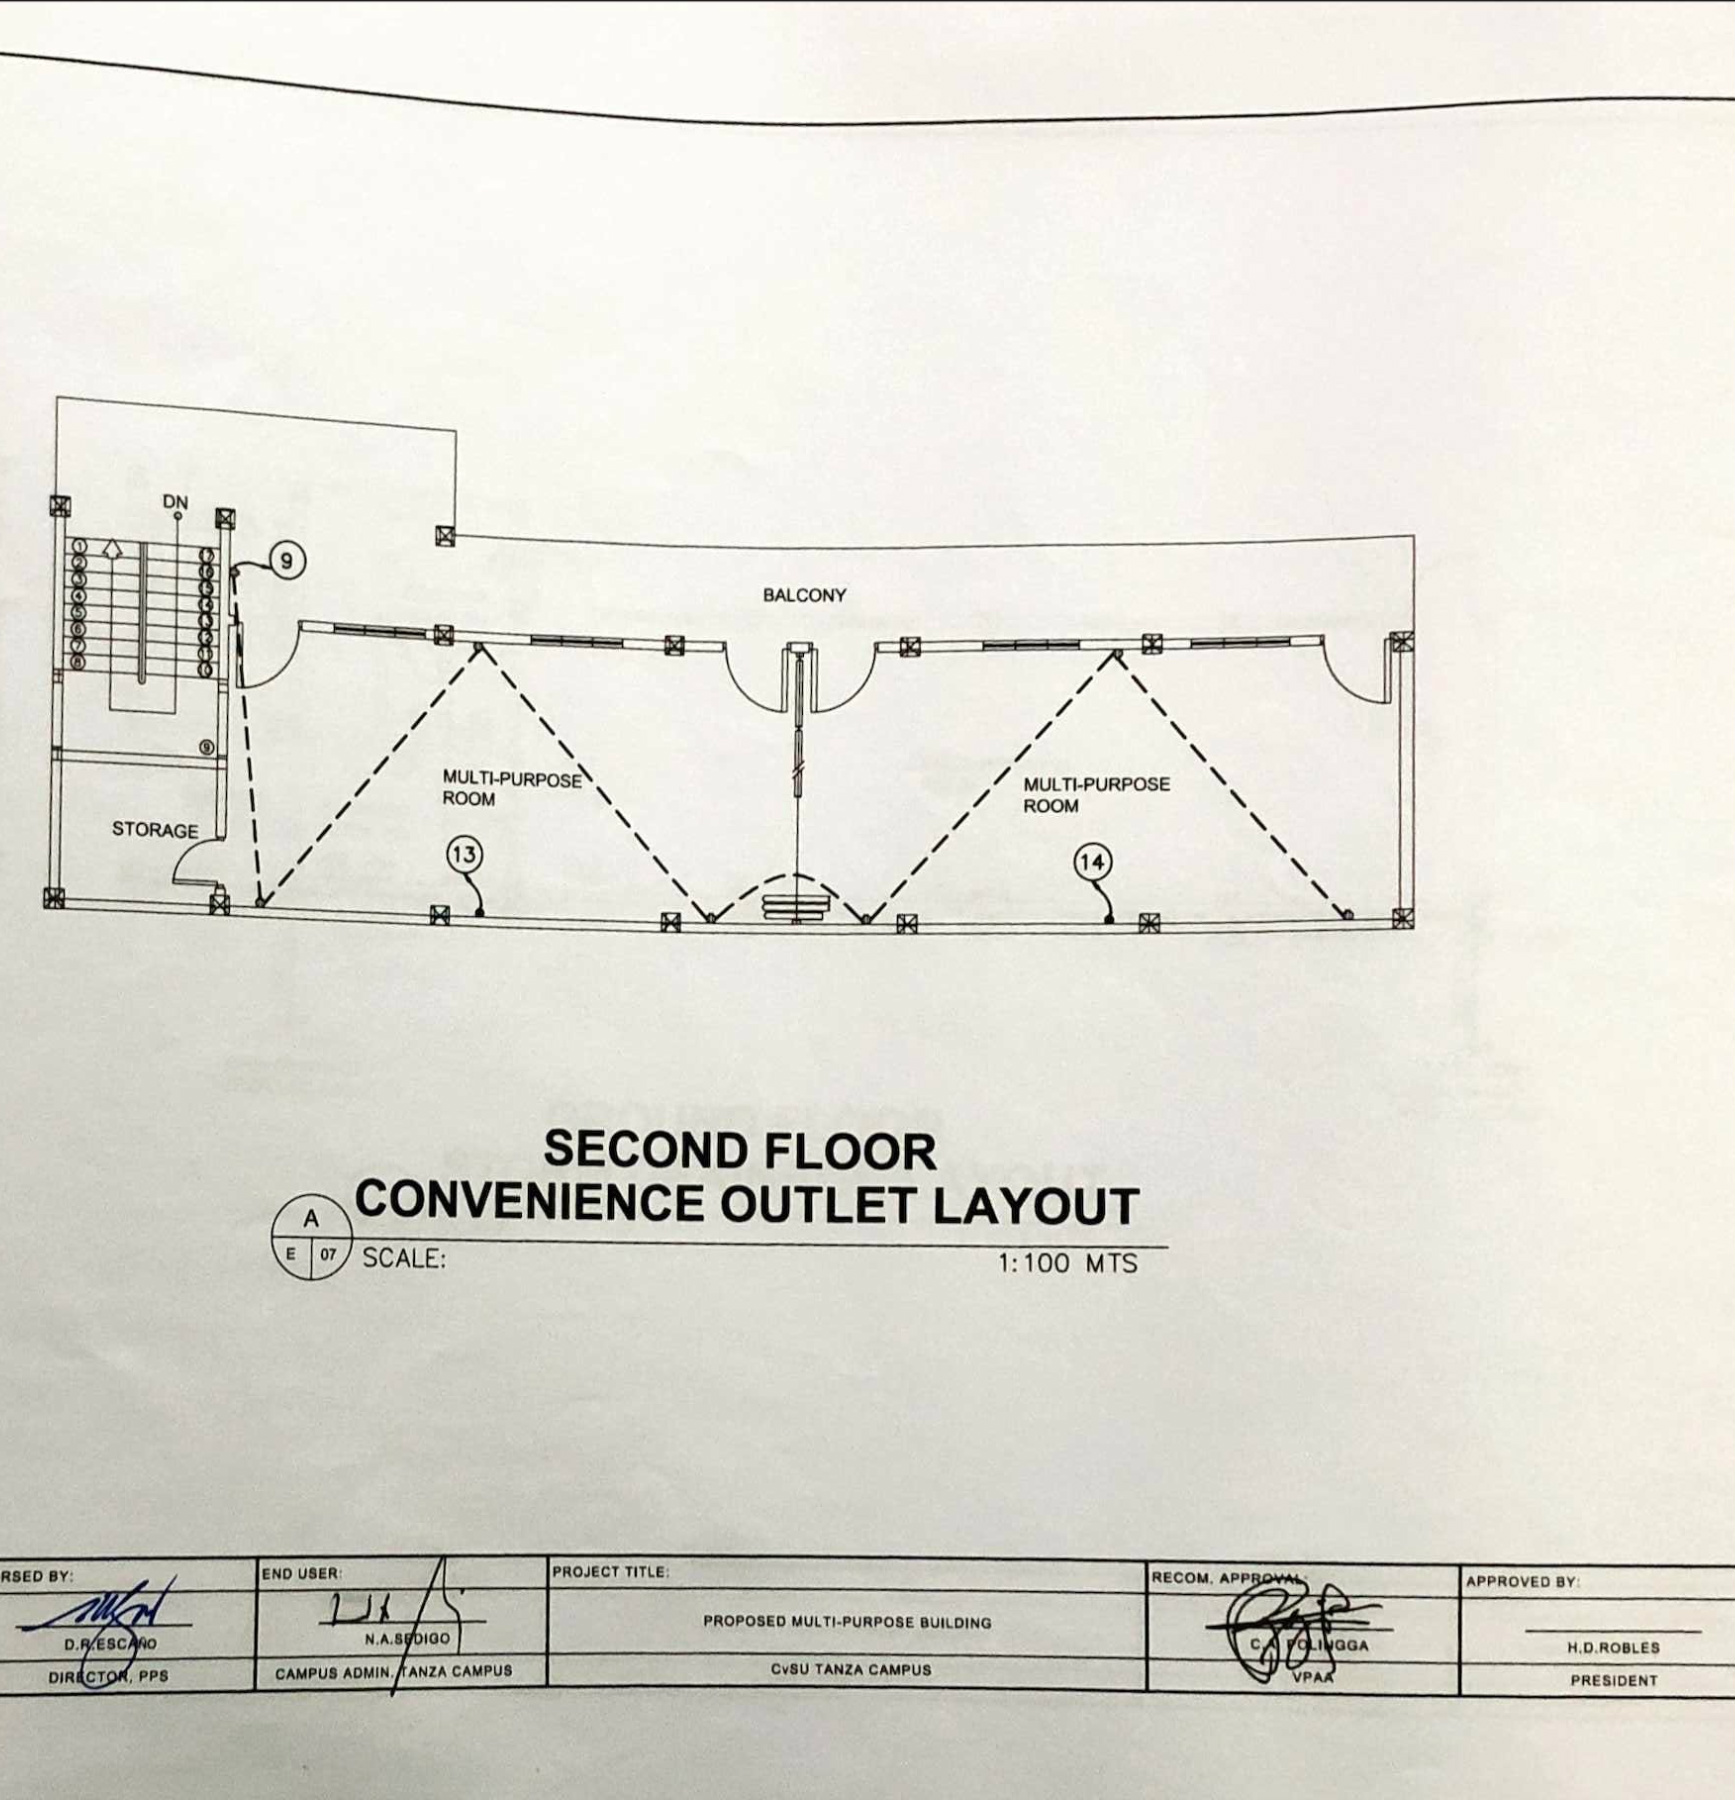 DN
1
2
3
4
5
6
7
8
9
9
BALCONY
MULTI-PURPOSE
ROOM
MULTI-PURPOSE
ROOM
STORAGE
13
14
SECOND FLOOR
CONVENIENCE OUTLET LAYOUT
A
E 07
SCALE: 1:100 MTS
RSED BY:
D.R.ESCAÑO
DIRECTOR, PPS
END USER:
N.A.SEDIGO
CAMPUS ADMIN. TANZA CAMPUS
PROJECT TITLE:
PROPOSED MULTI-PURPOSE BUILDING
CvSU TANZA CAMPUS
RECOM. APPROVAL:
VPAA
APPROVED BY:
H.D.ROBLES
PRESIDENT